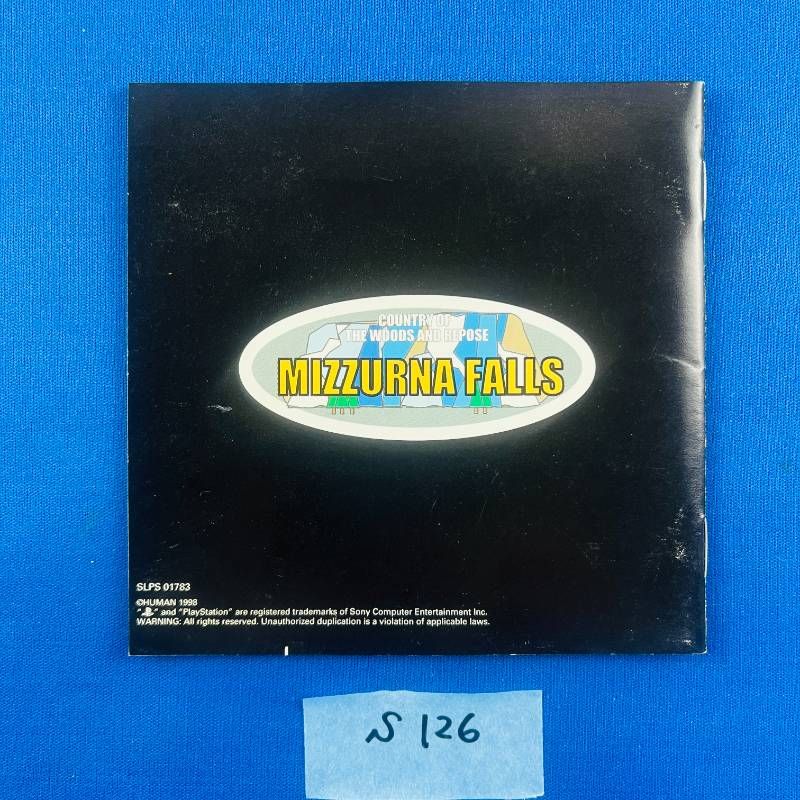 COUNTRY OF
THE WOODS AND REPOSE
MIZZURNA FALLS
SLPS 01783
©HUMAN 1998
" " and "PlayStation" are registered trademarks of Sony Computer Entertainment Inc.
WARNING: All rights reserved. Unauthorized duplication is a violation of applicable laws.
S 126